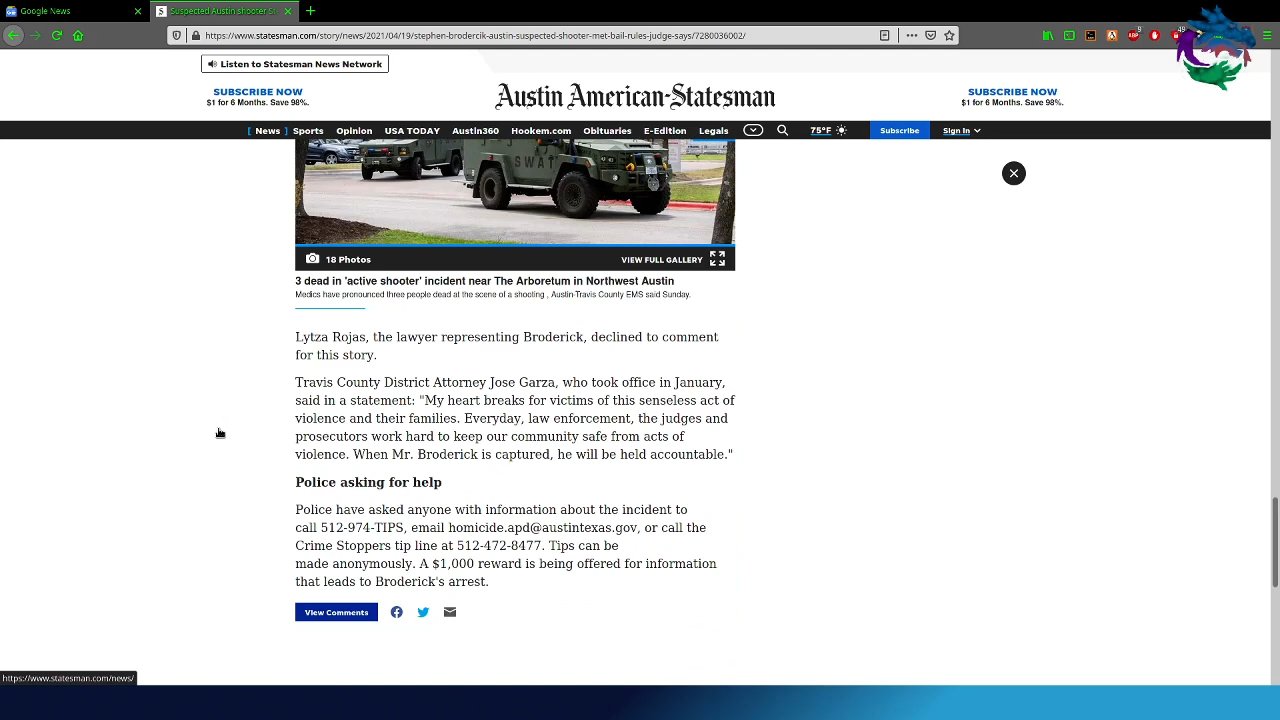 Google News
Suspected Austin shooter St
https://www.statesman.com/story/news/2021/04/19/stephen-broderick-austin-suspected-shooter-met-bail-rules-judge-says/7280036002/
Listen to Statesman News Network
SUBSCRIBE NOW
$1 for 6 Months. Save 98%.
Austin American-Statesman
SUBSCRIBE NOW
$1 for 6 Months. Save 98%.
[ News ] Sports Opinion USA TODAY Austin360 Hookem.com Obituaries E-Edition Legals 75°F Subscribe Sign In
SWAT
18 Photos VIEW FULL GALLERY
3 dead in 'active shooter' incident near The Arboretum in Northwest Austin
Medics have pronounced three people dead at the scene of a shooting , Austin-Travis County EMS said Sunday.
Lytza Rojas, the lawyer representing Broderick, declined to comment
for this story.
Travis County District Attorney Jose Garza, who took office in January,
said in a statement: "My heart breaks for victims of this senseless act of
violence and their families. Everyday, law enforcement, the judges and
prosecutors work hard to keep our community safe from acts of
violence. When Mr. Broderick is captured, he will be held accountable."
Police asking for help
Police have asked anyone with information about the incident to
call 512-974-TIPS, email homicide.apd@austintexas.gov, or call the
Crime Stoppers tip line at 512-472-8477. Tips can be
made anonymously. A $1,000 reward is being offered for information
that leads to Broderick's arrest.
View Comments
https://www.statesman.com/news/